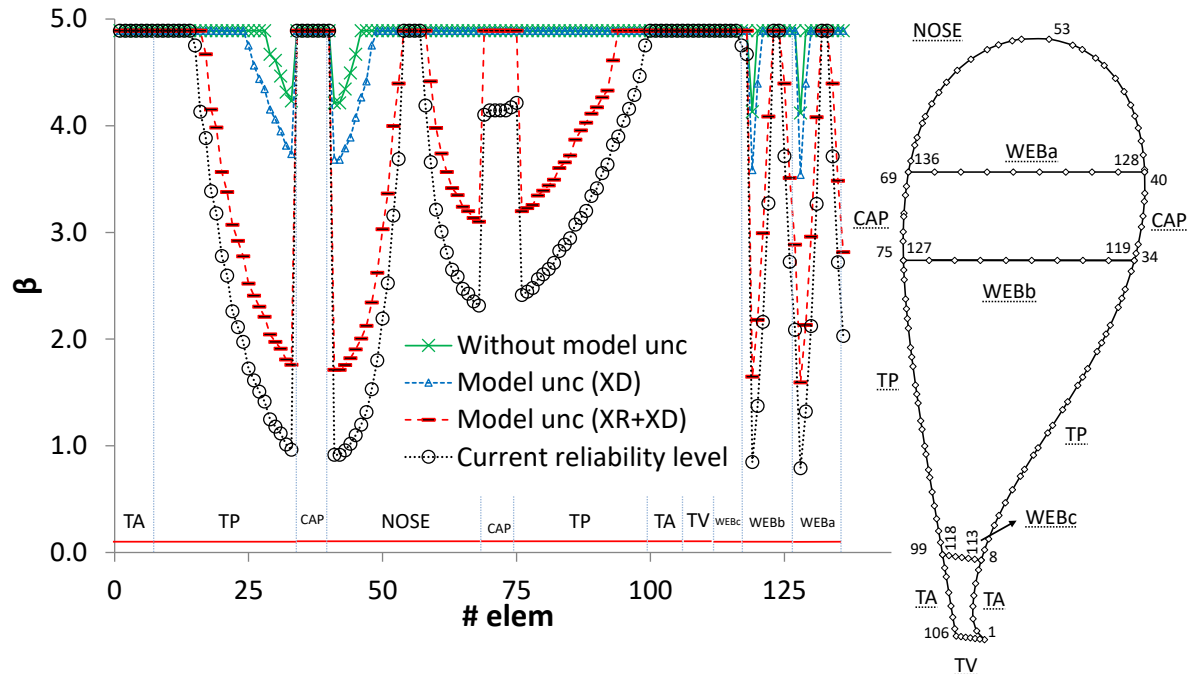 5.0
4.0
3.0
2.0
1.0
0.0
β
Without model unc
Model unc (XD)
Model unc (XR+XD)
Current reliability level
TA
TP
CAP
NOSE
CAP
TP
TA
TV
WEBc
WEBb
WEBa
0
25
50
75
100
125
# elem
NOSE
53
136
WEBa
128
69
40
CAP
CAP
75
127
119
34
WEBb
TP
TP
WEBc
99
118
113
8
TA
TA
106
1
TV